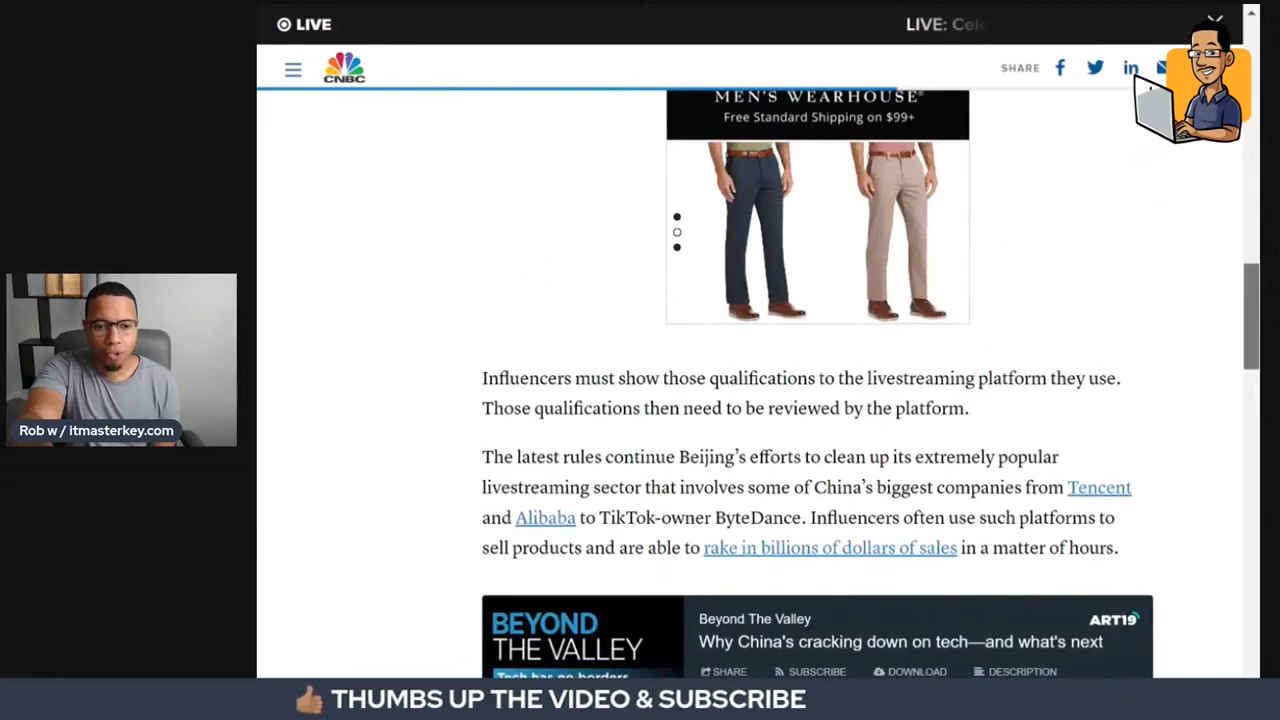 LIVE
LIVE: Cele
CNBC
SHARE
MEN'S WEARHOUSE®
Free Standard Shipping on $99+
Influencers must show those qualifications to the livestreaming platform they use.
Those qualifications then need to be reviewed by the platform.
Rob w / itmasterkey.com
The latest rules continue Beijing's efforts to clean up its extremely popular
livestreaming sector that involves some of China's biggest companies from Tencent
and Alibaba to TikTok-owner ByteDance. Influencers often use such platforms to
sell products and are able to rake in billions of dollars of sales in a matter of hours.
BEYOND
THE VALLEY
Tech has no borders
Beyond The Valley
ART19
Why China's cracking down on tech—and what's next
SHARE
SUBSCRIBE
DOWNLOAD
DESCRIPTION
THUMBS UP THE VIDEO & SUBSCRIBE